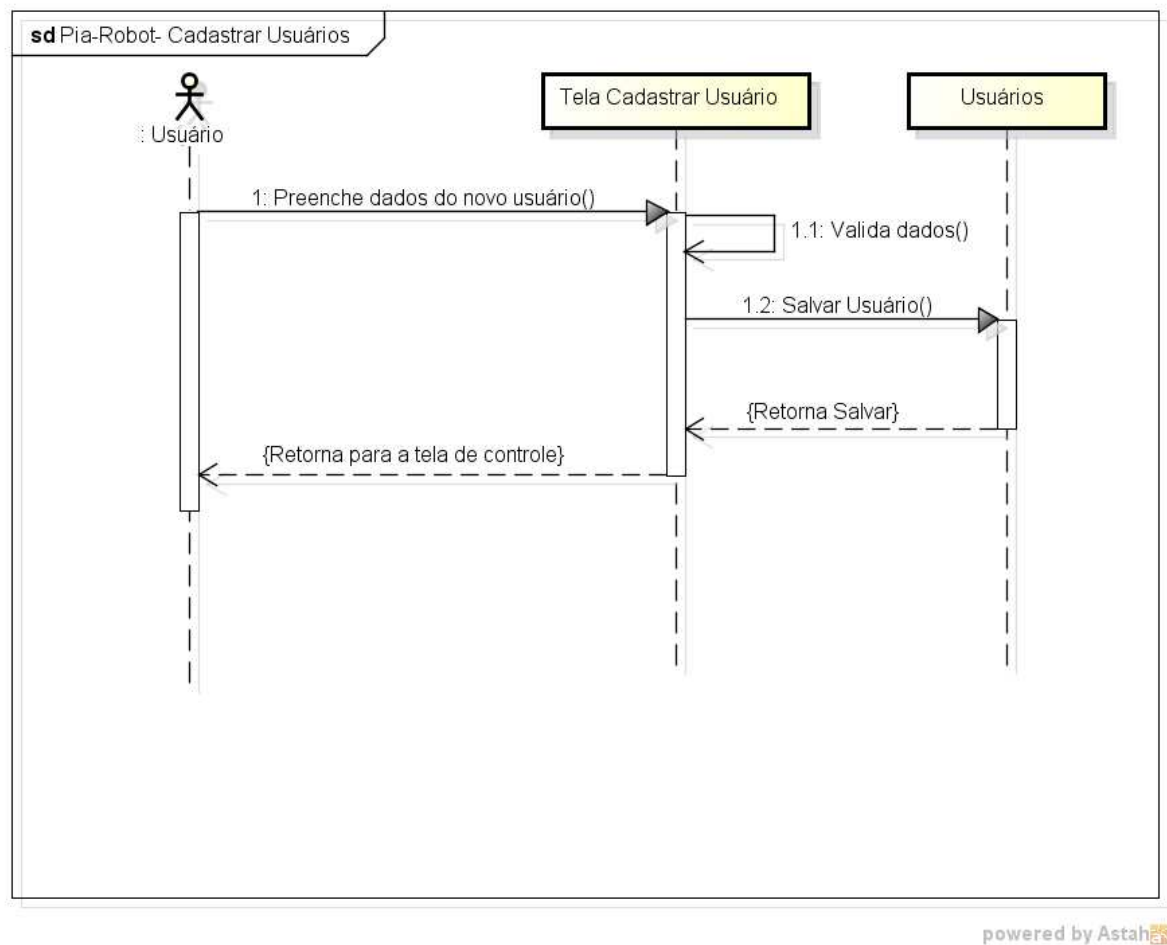 sd Pia-Robot- Cadastrar Usuários
: Usuário
Tela Cadastrar Usuário
Usuários
1: Preenche dados do novo usuário()
1.1: Valida dados()
1.2: Salvar Usuário()
{Retorna Salvar}
{Retorna para a tela de controle}
powered by Astah